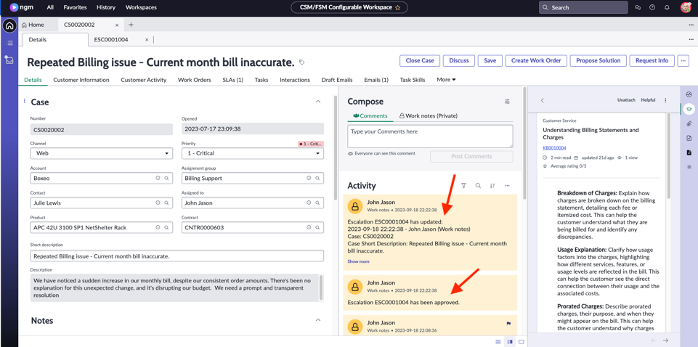 ngm All Favorites History Workspaces CSM/FSM Configurable Workspace Search
Home CS0020002
Details ESC0001004
Repeated Billing issue - Current month bill inaccurate.
Close Case Discuss Save Create Work Order Propose Solution Request Info
Details Customer Information Customer Activity Work Orders SLAs (1) Tasks Interactions Draft Emails Emails (1) Task Skills More
Case
Number
CS0020002
Opened
2023-07-17 23:09:38
Channel
Web
Priority
1 - Crit...
1 - Critical
Account
Boxeo
Assignment group
Billing Support
Contact
Julie Lewis
Assigned to
John Jason
Product
APC 42U 3100 SP1 NetShelter Rack
Contract
CNTR0000603
Short description
Repeated Billing issue - Current month bill inaccurate.
Description
We have noticed a sudden increase in our monthly bill, despite our consistent order amounts. There's been no
explanation for this unexpected change, and it's disrupting our budget. We need a prompt and transparent
resolution
Notes
Compose
Comments Work notes (Private)
Type your Comments here
Everyone can see this comment
Post Comments
Activity
John Jason
Work notes • 2023-09-18 22:22:38
Escalation ESC0001004 has updated.
2023-09-18 22:22:38 - John Jason (Work notes)
Case: CS0020002
Case Short Description: Repeated Billing issue - Current month
bill inaccurate.
Show more
John Jason
Work notes • 2023-09-18 22:22:38
Escalation ESC0001004 has been approved.
John Jason
Work notes • 2023-09-18 22:08:36
Unattach Helpful
Customer Service
Understanding Billing Statements and
Charges
KB0010004
2 min read updated 21d ago 1 view
Average rating 0/5
Breakdown of Charges: Explain how
charges are broken down on the billing
statement, detailing each fee or
itemized cost. This can help the
customer understand what they are
being billed for and identify any
discrepancies.
Usage Explanation: Clarify how usage
factors into the charges, highlighting
how different services, features, or
usage levels are reflected in the bill. This
can help the customer see the direct
connection between their usage and the
associated costs.
Prorated Charges: Describe prorated
charges, their purpose, and when they
might appear on the bill. This can help
the customer understand why charges